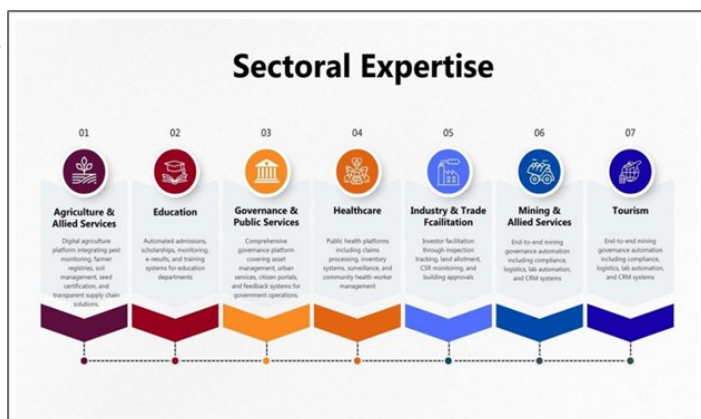 Sectoral Expertise
01
02
03
04
05
06
07
Agriculture &
Allied Services
Digital agriculture
platform integrating pest
monitoring, farmer
registries, soil
management, seed
certification, and
transparent supply chain
solutions.
Education
Automated admissions,
scholarships, monitoring,
e-results, and training
systems for education
departments
Governance &
Public Services
Comprehensive
governance platform
covering asset
management, urban
services, citizen portals,
and feedback systems for
government operations.
Healthcare
Public health platforms
including claims
processing, inventory
systems, surveillance, and
community health worker
management
Industry & Trade
Fcailitation
Investor facilitation
through inspection
tracking, land allotment,
CSR monitoring, and
building approvals
Mining &
Allied Services
End-to-end mining
governance automation
including compliance,
logistics, lab automation,
and CRM systems
Tourism
End-to-end mining
governance automation
including compliance,
logistics, lab automation,
and CRM systems